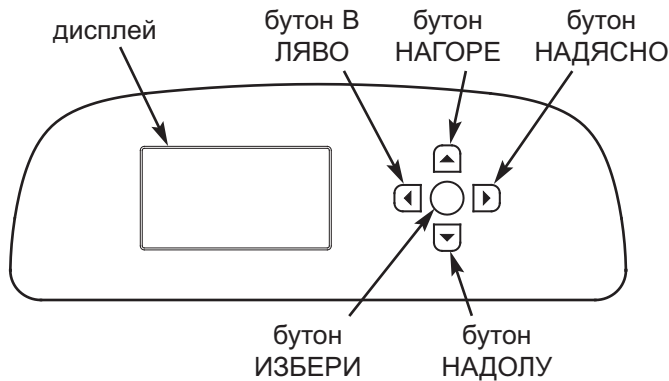 дисплей
бутон В
ЛЯВО
бутон
НАГОРЕ
бутон
НАДЯСНО
бутон
ИЗБЕРИ
бутон
НАДОЛУ